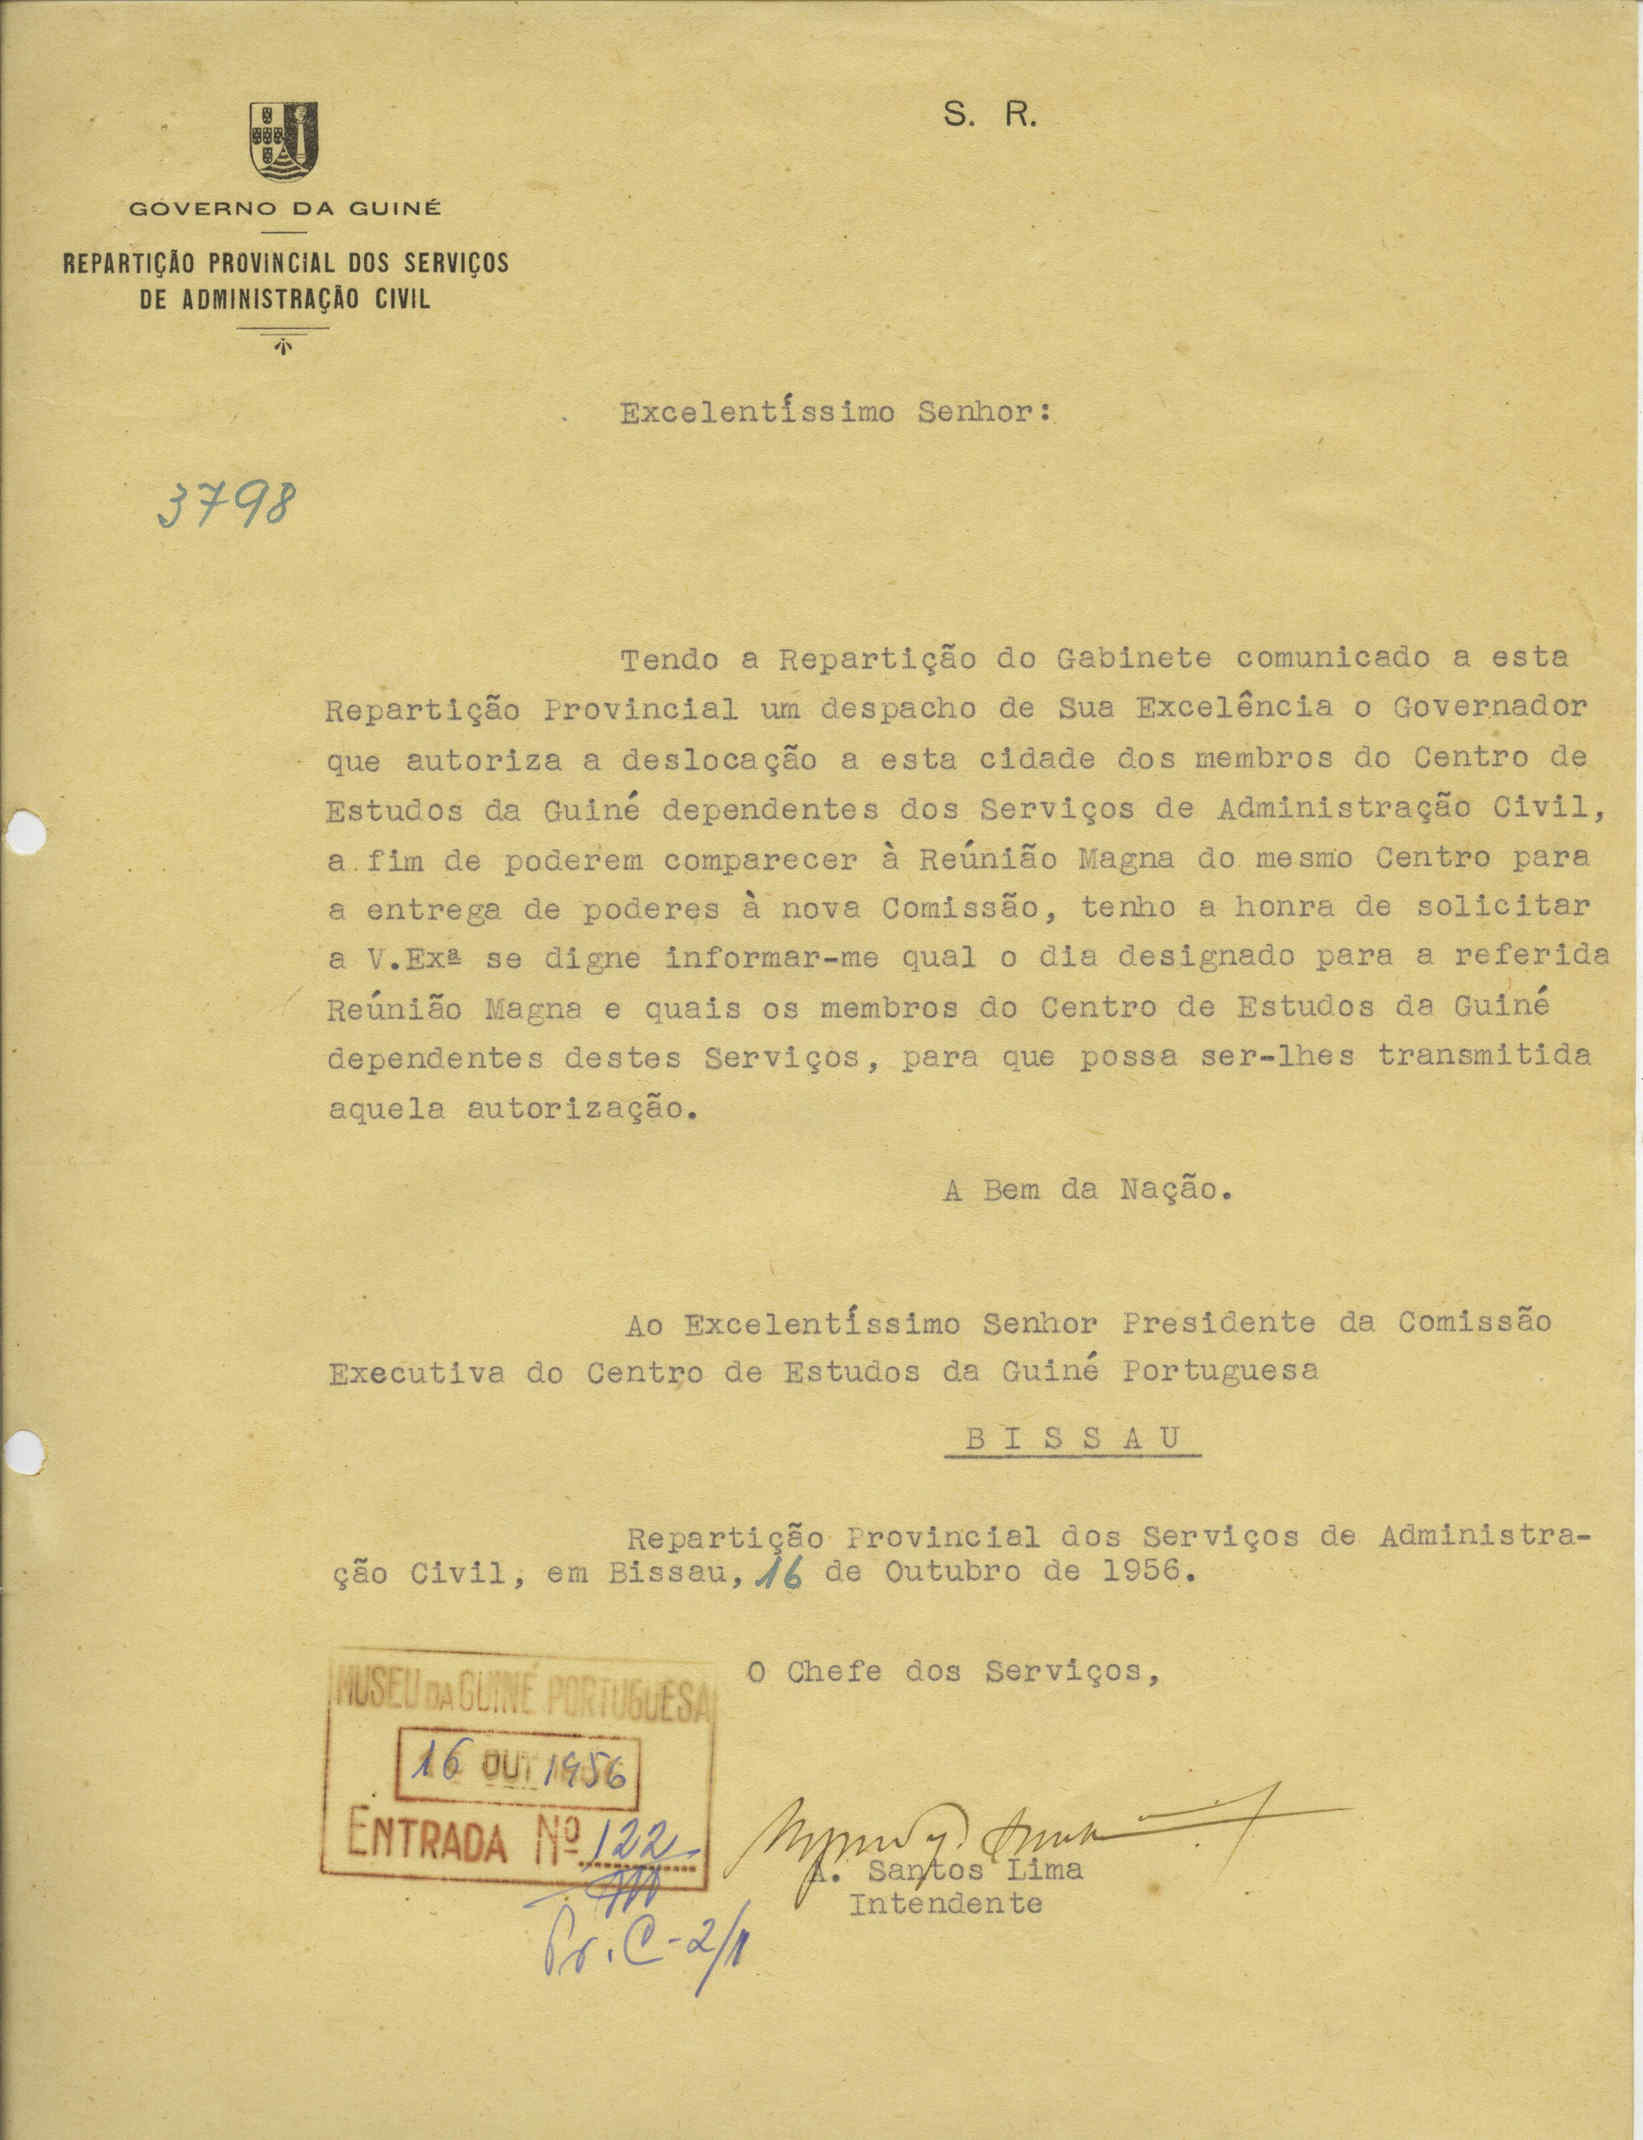 S. R.
GOVERNO DA GUINÉ
REPARTIÇÃO PROVINCIAL DOS SERVIÇOS
DE ADMINISTRAÇÃO CIVIL
Excelentíssimo Senhor:
3798
Tendo a Repartição do Gabinete comunicado a esta
Repartição Provincial um despacho de Sua Excelência o Governador
que autoriza a deslocação a esta cidade dos membros do Centro de
Estudos da Guiné dependentes dos Serviços de Administração Civil,
a fim de poderem comparecer à Reúnião Magna do mesmo Centro para
a entrega de poderes à nova Comissão, tenho a honra de solicitar
a V.Exª se digne informar-me qual o dia designado para a referida
Reúnião Magna e quais os membros do Centro de Estudos da Guiné
dependentes destes Serviços, para que possa ser-lhes transmitida
aquela autorização.
A Bem da Nação.
Ao Excelentíssimo Senhor Presidente da Comissão
Executiva do Centro de Estudos da Guiné Portuguesa
B I S S A U
Repartição Provincial dos Serviços de Administra-
ção Civil, em Bissau, 16 de Outubro de 1956.
O Chefe dos Serviços,
MUSEU DA GUINÉ PORTUGUESA
16 OUT 1956
ENTRADA Nº 122
A. Santos Lima
Intendente
Pr. C-2/1